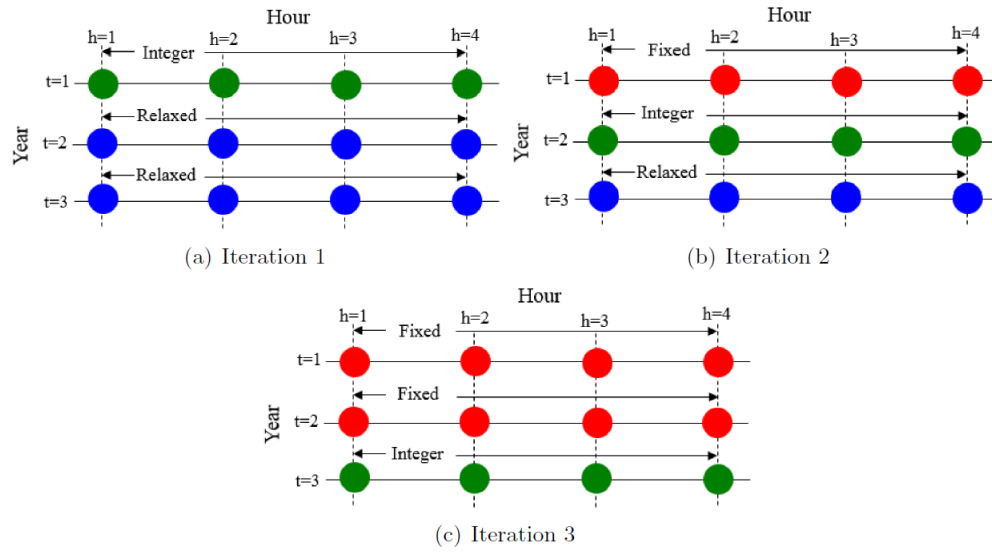 Hour
h=1 h=2 h=3 h=4
Integer
t=1
Relaxed
t=2
Relaxed
t=3
Year
(a) Iteration 1
Hour
h=1 h=2 h=3 h=4
Fixed
t=1
Integer
t=2
Relaxed
t=3
Year
(b) Iteration 2
Hour
h=1 h=2 h=3 h=4
Fixed
t=1
Fixed
t=2
Integer
t=3
Year
(c) Iteration 3